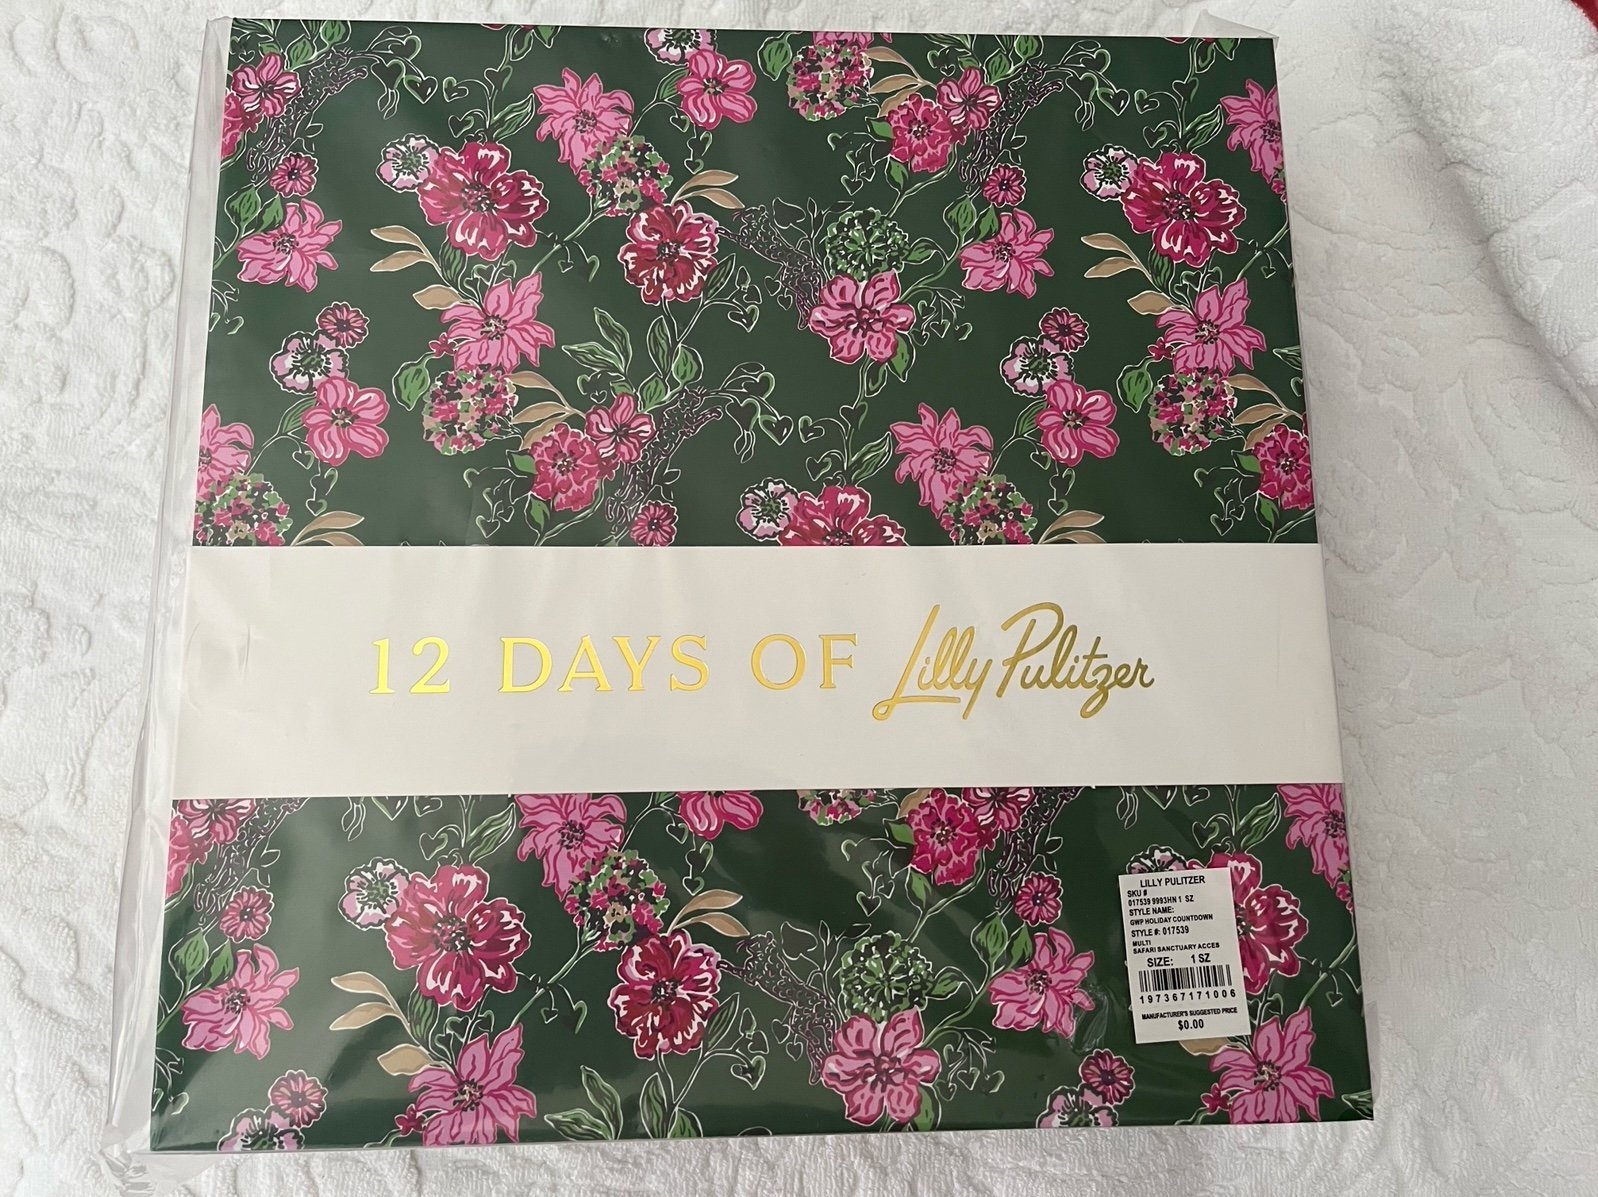 12 DAYS OF Lilly Pulitzer
LILLY PULITZER
SKU #
017539 9993HN 1 SZ
STYLE NAME:
GWP HOLIDAY COUNTDOWN
STYLE #: 017539
MULTI
SAFARI SANCTUARY ACCES
SIZE: 1 SZ
197367171006
MANUFACTURER'S SUGGESTED PRICE
$0.00